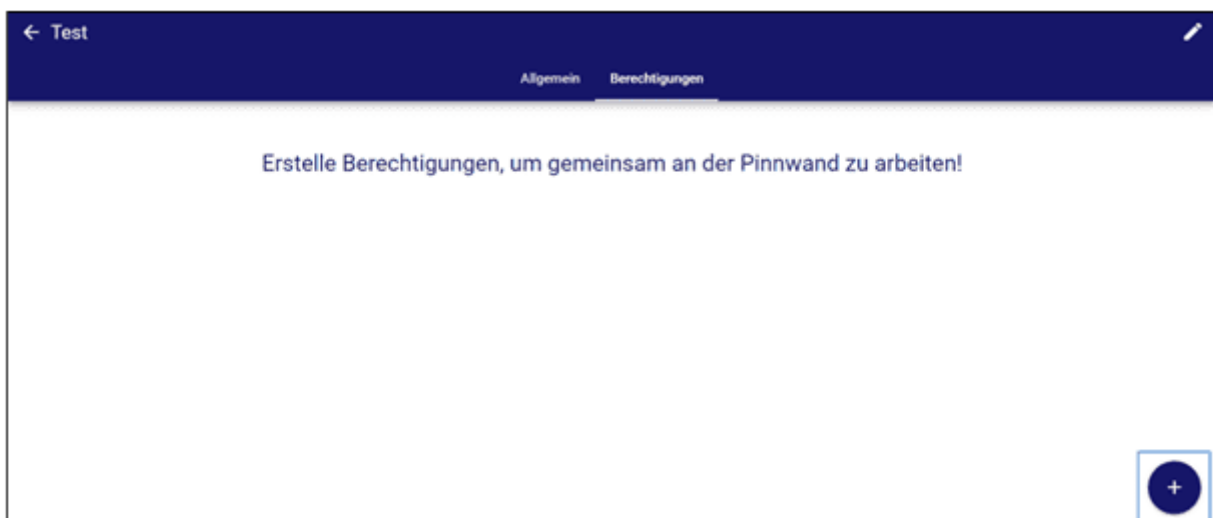 Test
Allgemein Berechtigungen
Erstelle Berechtigungen, um gemeinsam an der Pinnwand zu arbeiten!